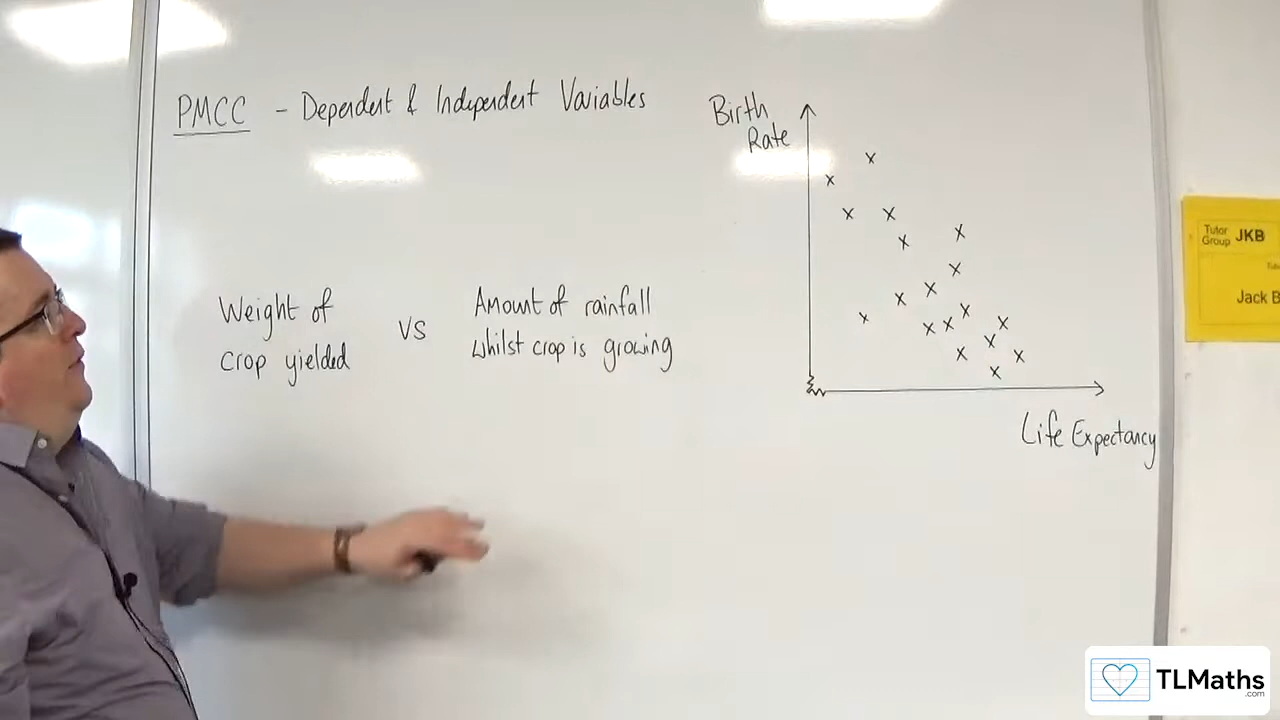 PMCC - Dependent & Independent Variables
Birth
Rate
Weight of
crop yielded
VS
Amount of rainfall
whilst crop is growing
Life Expectancy
Tutor
Group JKB
Jack B
TLMaths
.com